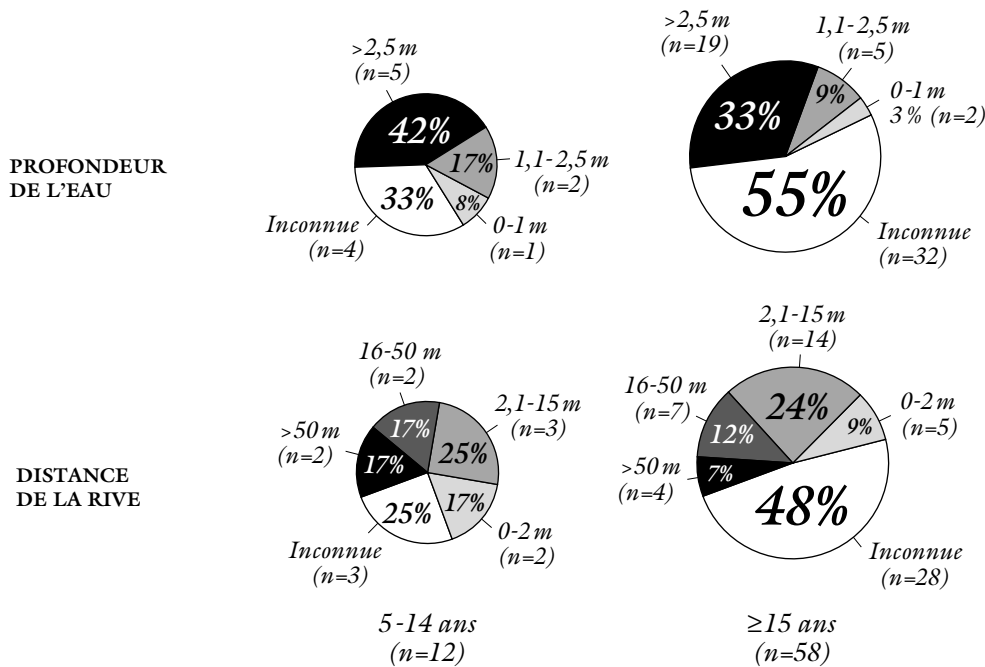 PROFONDEUR
DE L'EAU
>2,5 m
(n=5)
42%
17%
1,1-2,5 m
(n=2)
8%
0-1 m
(n=1)
33%
Inconnue
(n=4)
>2,5 m
(n=19)
33%
1,1-2,5 m
(n=5)
9%
0-1 m
3 % (n=2)
55%
Inconnue
(n=32)
DISTANCE
DE LA RIVE
16-50 m
(n=2)
17%
2,1-15 m
(n=3)
25%
>50 m
(n=2)
17%
17%
0-2 m
(n=2)
25%
Inconnue
(n=3)
2,1-15 m
(n=14)
24%
16-50 m
(n=7)
12%
0-2 m
(n=5)
9%
>50 m
(n=4)
7%
48%
Inconnue
(n=28)
5-14 ans
(n=12)
≥15 ans
(n=58)